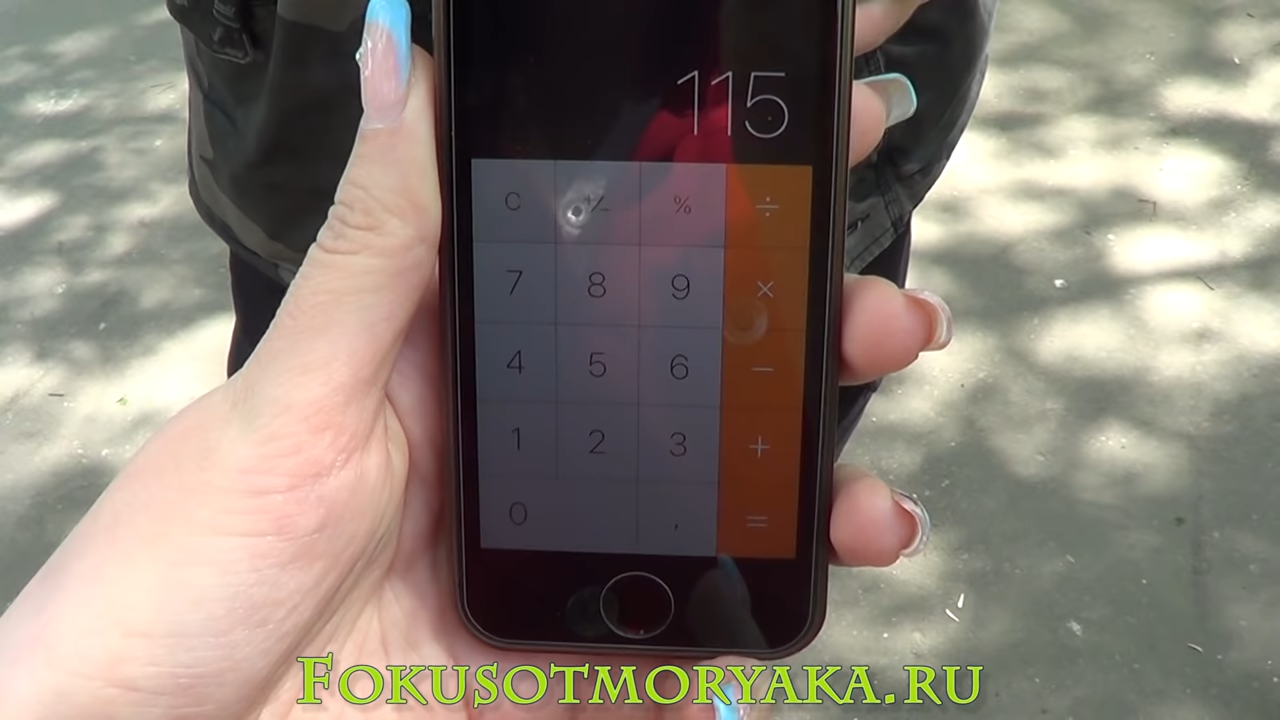 115
C +/− % ÷
7 8 9 ×
4 5 6 −
1 2 3 +
0 , =
FOKUSOTMORYAKA.RU